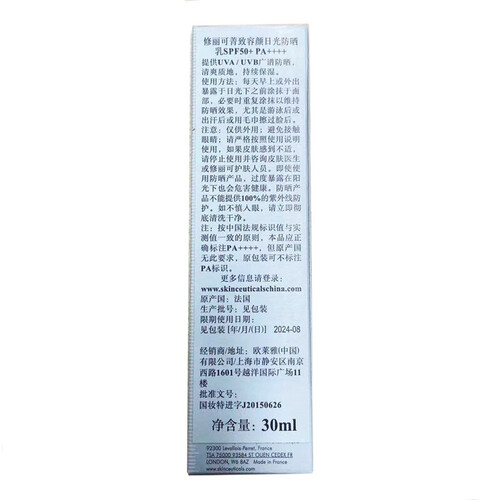 修丽可菁致容颜日光防晒
乳SPF50+ PA++++
提供UVA / UVB广谱防晒,
清爽质地, 持续保湿。
使用方法: 每天早上或外出
暴露于日光下之前涂抹于面
部, 必要时重复涂抹以维持
防晒效果, 尤其是游泳后或
出汗后或用毛巾擦过脸后。
注意: 仅供外用; 避免接触
眼睛; 请严格按照使用说明
使用, 如果皮肤感到不适,
请停止使用并咨询皮肤医生
或修丽可护肤人员。即使使
用防晒产品, 过度暴露在阳
光下也会危害健康。防晒产
品不能提供100%的紫外线防
护。如不慎入眼, 请立即彻
底清洗干净。
注: 按中国法规标识值与实
测值一致的原则, 本品应正
确标注PA++++, 但原产国
无此要求, 原包装可不标注
PA标识。
更多信息请登录:
www.skinceuticalschina.com
原产国: 法国
生产批号: 见包装
限期使用日期:
见包装 [年/月/(日)] 2024-08
经销商/地址: 欧莱雅(中国)
有限公司/上海市静安区南京
西路1601号越洋国际广场11
楼
批准文号:
国妆特进字J20150626
净含量: 30ml
92300 Levallois-Perret, France
TSA 75000 93584 ST OUEN CEDEX FR
LONDON, W6 8AZ Made in France
www.skinceuticals.com